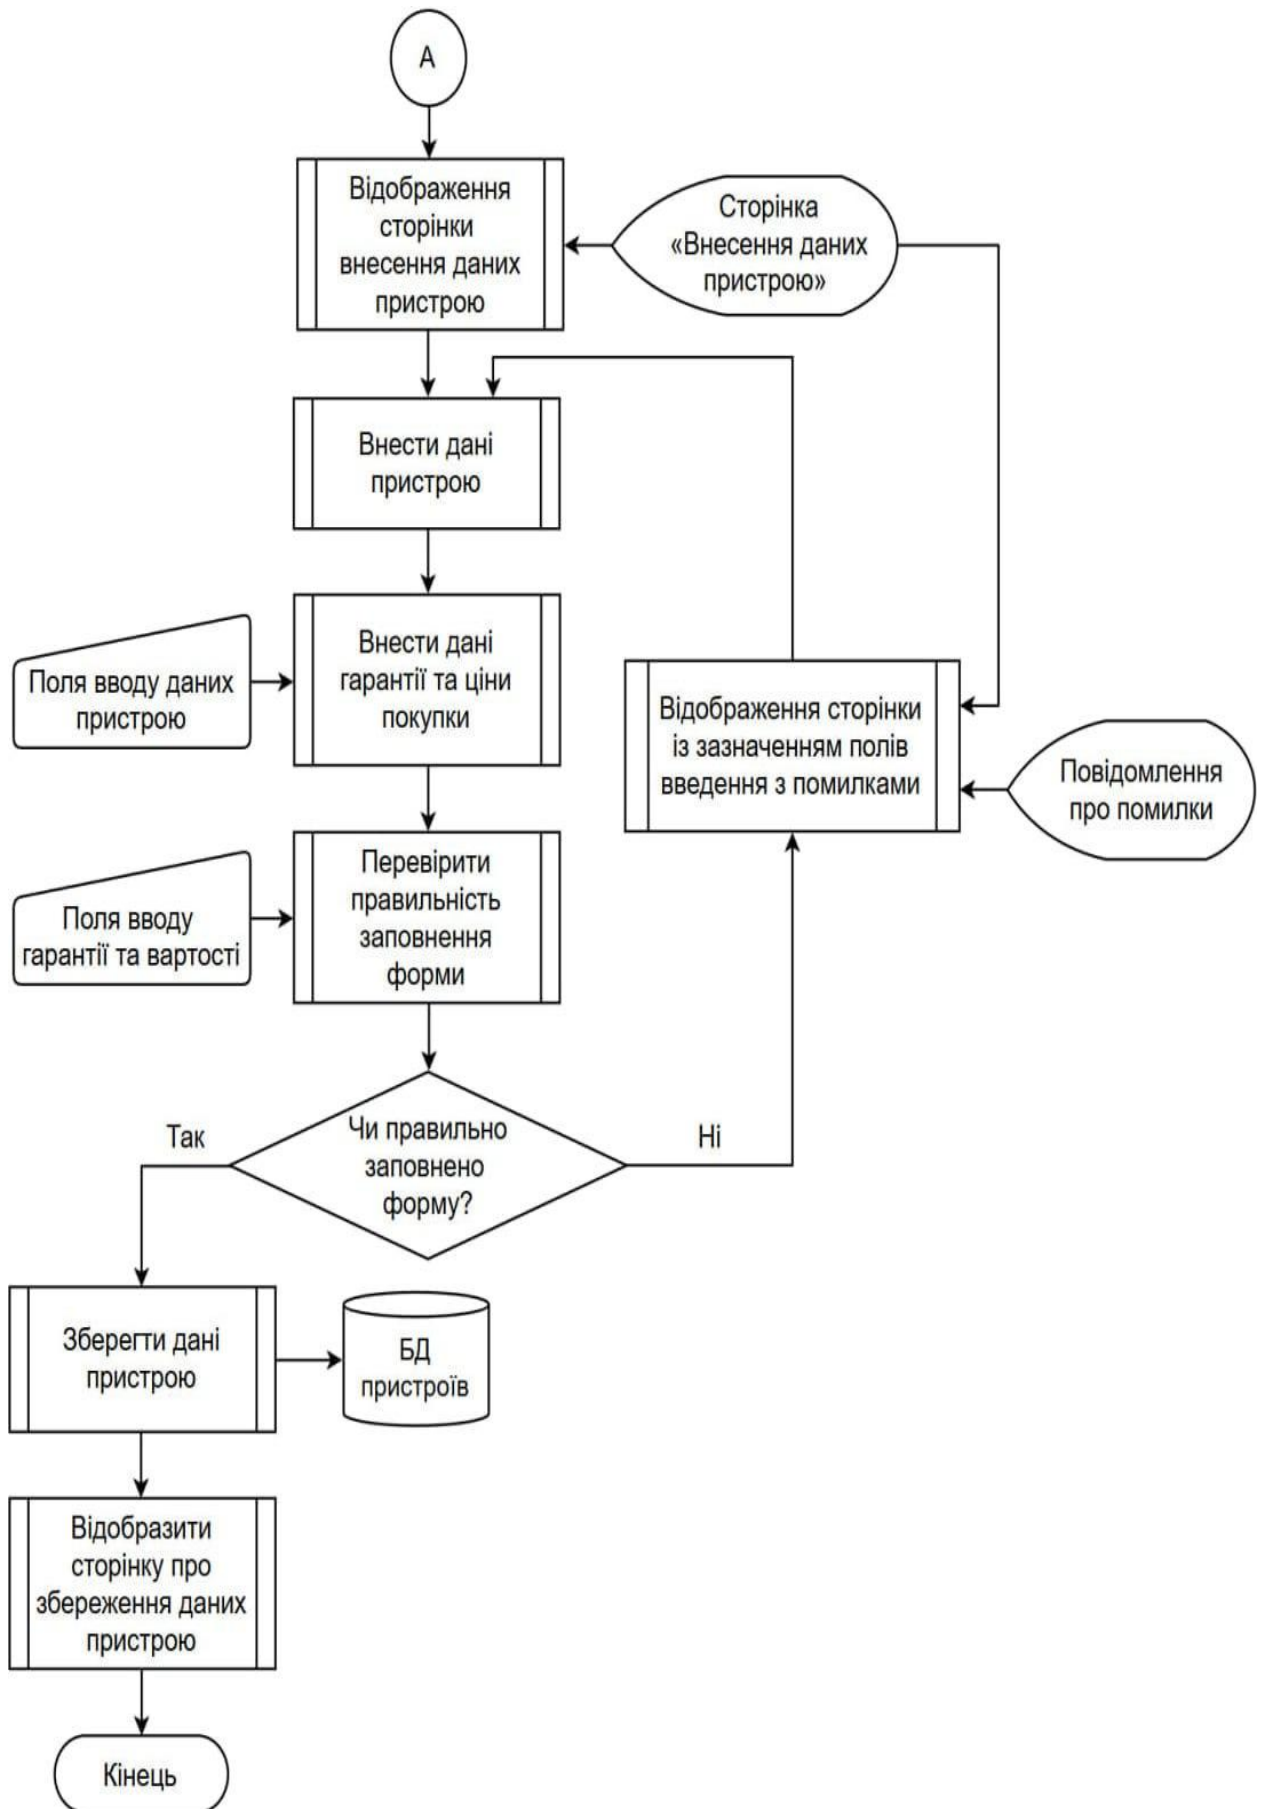 А
Відображення
сторінки
внесення даних
пристрою
Сторінка
«Внесення даних
пристрою»
Внести дані
пристрою
Поля вводу даних
пристрою
Внести дані
гарантії та ціни
покупки
Відображення сторінки
із зазначенням полів
введення з помилками
Повідомлення
про помилки
Поля вводу
гарантії та вартості
Перевірити
правильність
заповнення
форми
Так
Чи правильно
заповнено
форму?
Ні
Зберегти дані
пристрою
БД
пристроїв
Відобразити
сторінку про
збереження даних
пристрою
Кінець